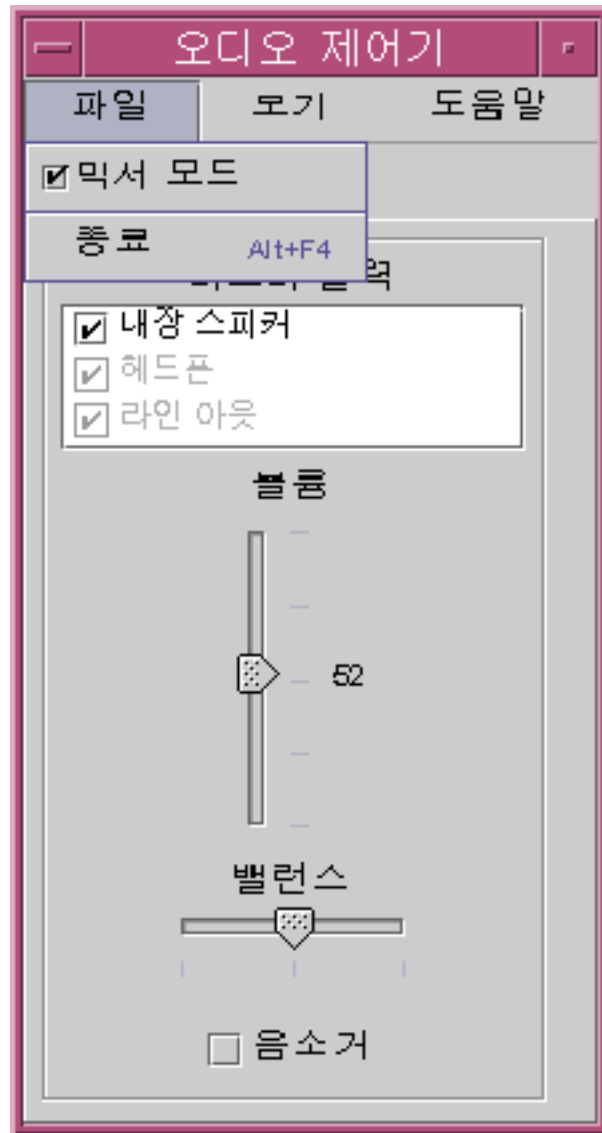 오디오 제어기
파일 보기 도움말
믹서 모드
종료 Alt+F4
내장 스피커
헤드폰
라인 아웃
볼륨
52
밸런스
음소거